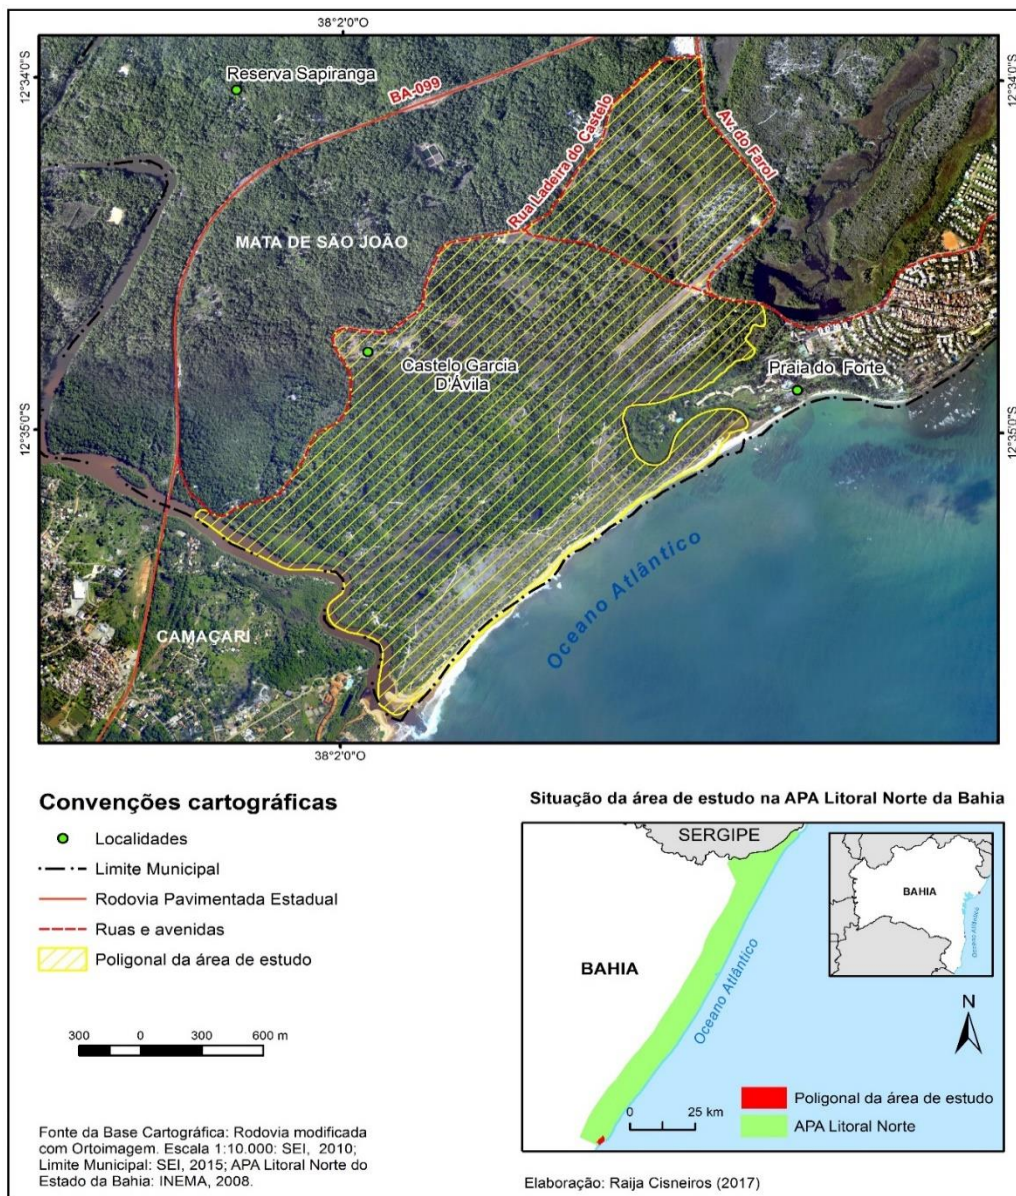 38°2'0"O
12°34'0"S
12°34'0"S
Reserva Sapiranga
BA-099
Rua Ladeira do Castelo
Av. do Farol
MATA DE SÃO JOÃO
Castelo Garcia
D'Ávila
Praia do Forte
12°35'0"S
12°35'0"S
Oceano Atlântico
CAMAÇARI
38°2'0"O
Convenções cartográficas
Localidades
Limite Municipal
Rodovia Pavimentada Estadual
Ruas e avenidas
Poligonal da área de estudo
300 0 300 600 m
Fonte da Base Cartográfica: Rodovia modificada
com Ortoimagem. Escala 1:10.000: SEI, 2010;
Limite Municipal: SEI, 2015; APA Litoral Norte do
Estado da Bahia: INEMA, 2008.
Situação da área de estudo na APA Litoral Norte da Bahia
SERGIPE
BAHIA
Oceano Atlântico
BAHIA
Oceano Atlântico
N
0 25 km
Poligonal da área de estudo
APA Litoral Norte
Elaboração: Raija Cisneiros (2017)